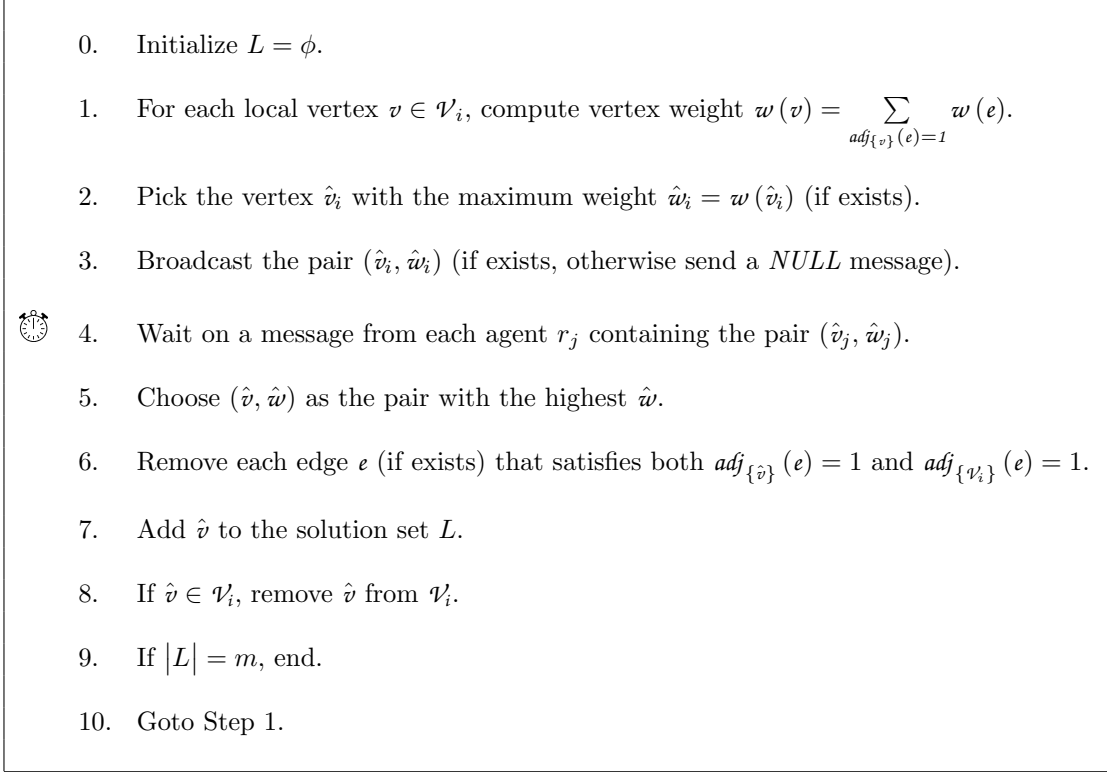 0. Initialize L = ϕ.
1. For each local vertex v ∈ 𝒱ᵢ, compute vertex weight w (v) = ∑_{adj_{{v}}(e)=1} w (e).
2. Pick the vertex v̂ᵢ with the maximum weight ŵᵢ = w (v̂ᵢ) (if exists).
3. Broadcast the pair (v̂ᵢ, ŵᵢ) (if exists, otherwise send a NULL message).
4. Wait on a message from each agent rⱼ containing the pair (v̂ⱼ, ŵⱼ).
5. Choose (v̂, ŵ) as the pair with the highest ŵ.
6. Remove each edge e (if exists) that satisfies both adj_{{v̂}} (e) = 1 and adj_{{𝒱ᵢ}} (e) = 1.
7. Add v̂ to the solution set L.
8. If v̂ ∈ 𝒱ᵢ, remove v̂ from 𝒱ᵢ.
9. If |L| = m, end.
10. Goto Step 1.